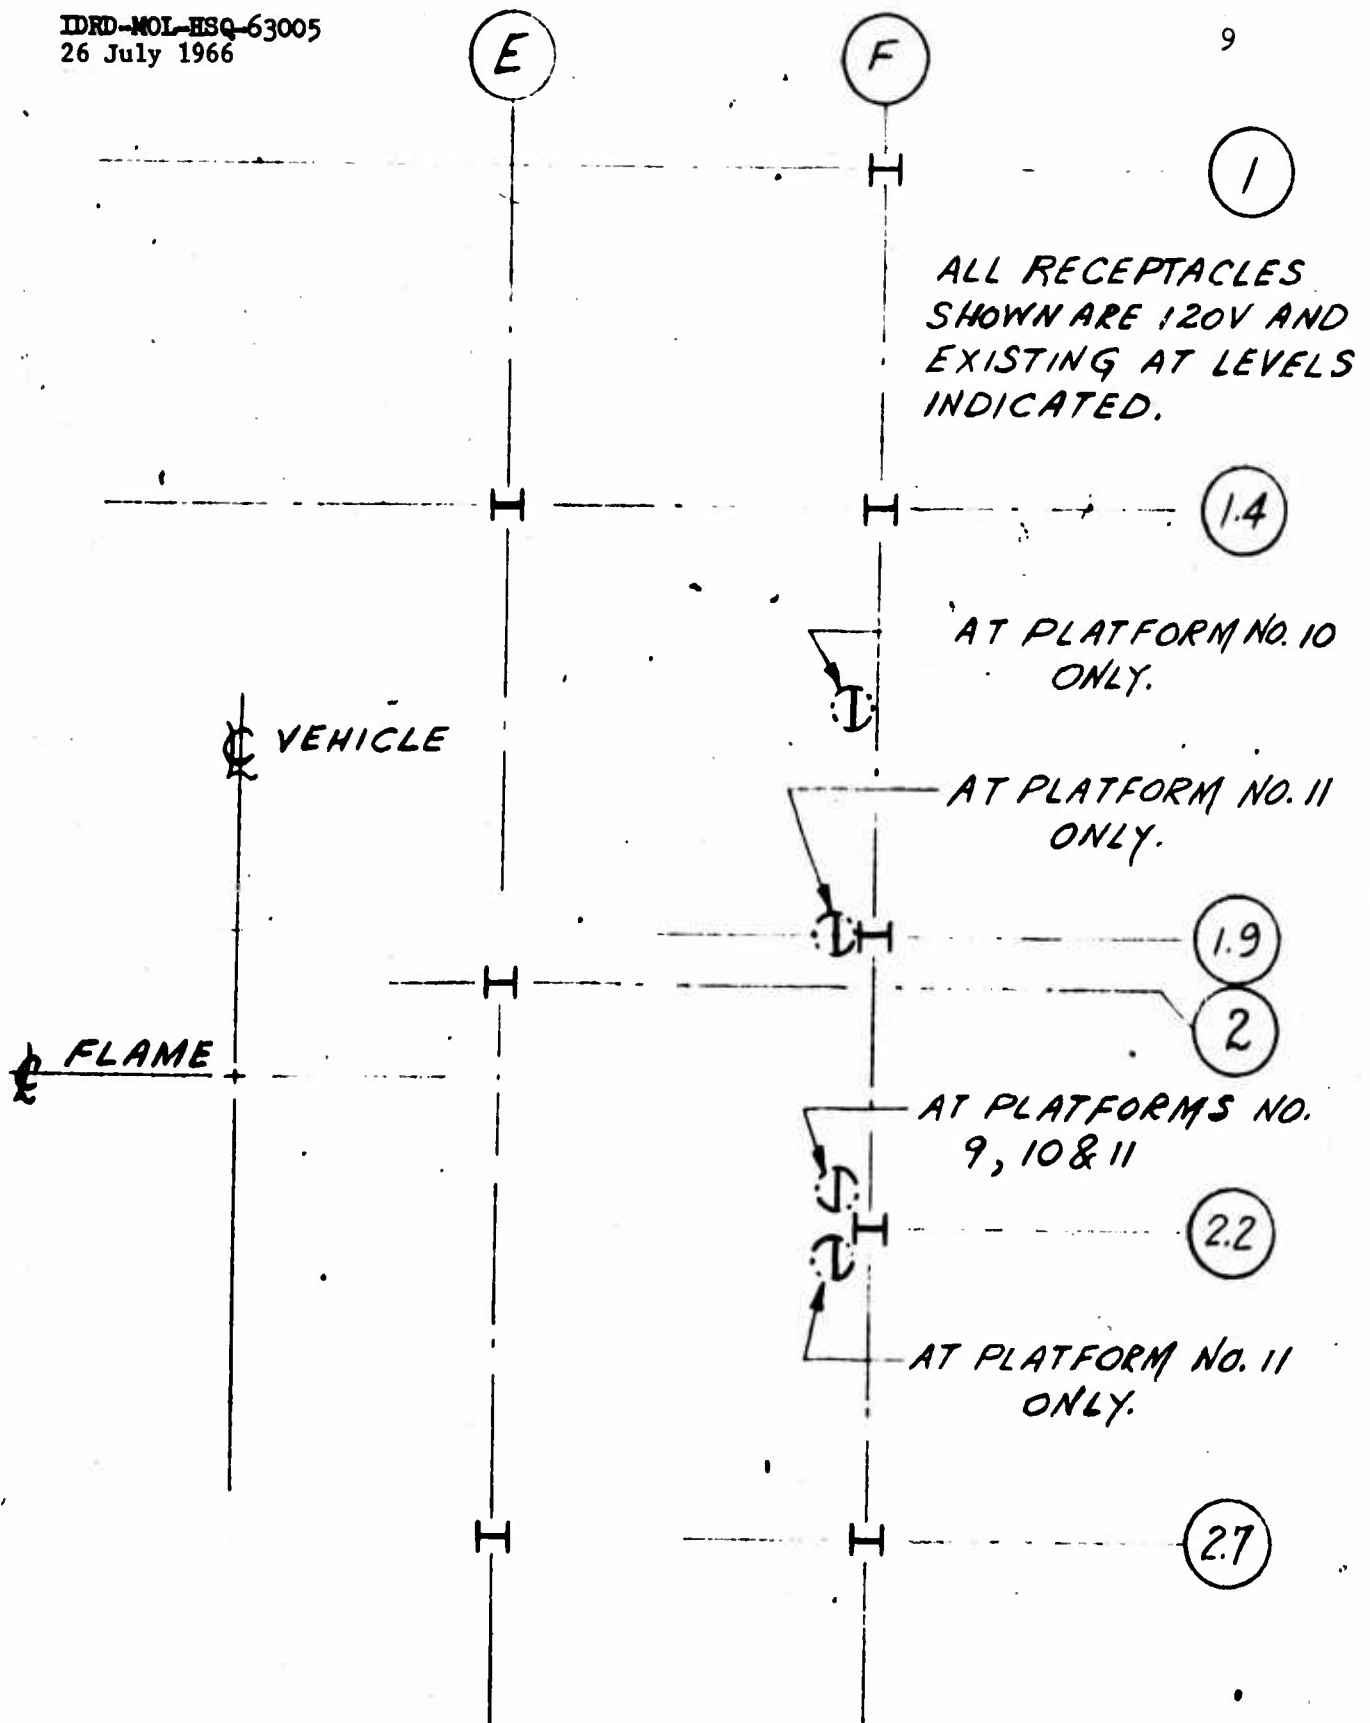 IDRD-MOL-HSQ-63005
26 July 1966
9
E
F
1
ALL RECEPTACLES
SHOWN ARE 120V AND
EXISTING AT LEVELS
INDICATED.
1.4
AT PLATFORM NO. 10
ONLY.
℄ VEHICLE
AT PLATFORM NO. 11
ONLY.
1.9
2
℄ FLAME
AT PLATFORMS NO.
9, 10 & 11
2.2
AT PLATFORM NO. 11
ONLY.
2.7